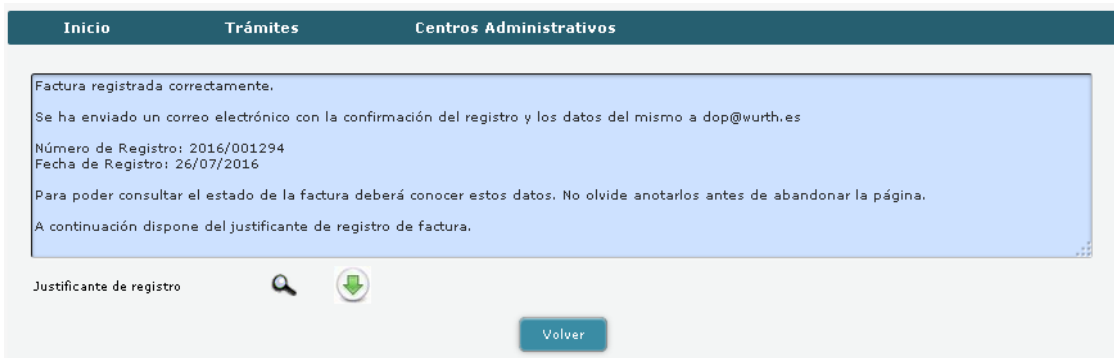 Inicio Trámites Centros Administrativos
Factura registrada correctamente.
Se ha enviado un correo electrónico con la confirmación del registro y los datos del mismo a dop@wurth.es
Número de Registro: 2016/001294
Fecha de Registro: 26/07/2016
Para poder consultar el estado de la factura deberá conocer estos datos. No olvide anotarlos antes de abandonar la página.
A continuación dispone del justificante de registro de factura.
Justificante de registro
Volver